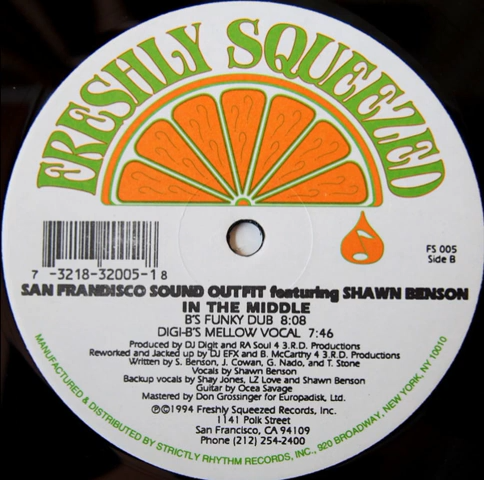 FRESHLY SQUEEZED
FS 005
Side B
7 -3218-32005-1 8
SAN FRANDISCO SOUND OUTFIT featuring SHAWN BENSON
IN THE MIDDLE
B'S FUNKY DUB 8:08
DIGI-B'S MELLOW VOCAL 7:46
Produced by DJ Digit and RA Soul 4 3.R.D. Productions
Reworked and Jacked up by DJ EFX and B. McCarthy 4 3.R.D. Productions
Written by S. Benson, J. Cowan, G. Nado, and T. Stone
Vocals by Shawn Benson
Backup vocals by Shay Jones, LZ Love and Shawn Benson
Guitar by Ocea Savage
Mastered by Don Grossinger for Europadisk, Ltd.
Ⓟ©1994 Freshly Squeezed Records, Inc.
1141 Polk Street
San Francisco, CA 94109
Phone (212) 254-2400
MANUFACTURED & DISTRIBUTED BY STRICTLY RHYTHM RECORDS, INC., 920 BROADWAY, NEW YORK, NY 10010